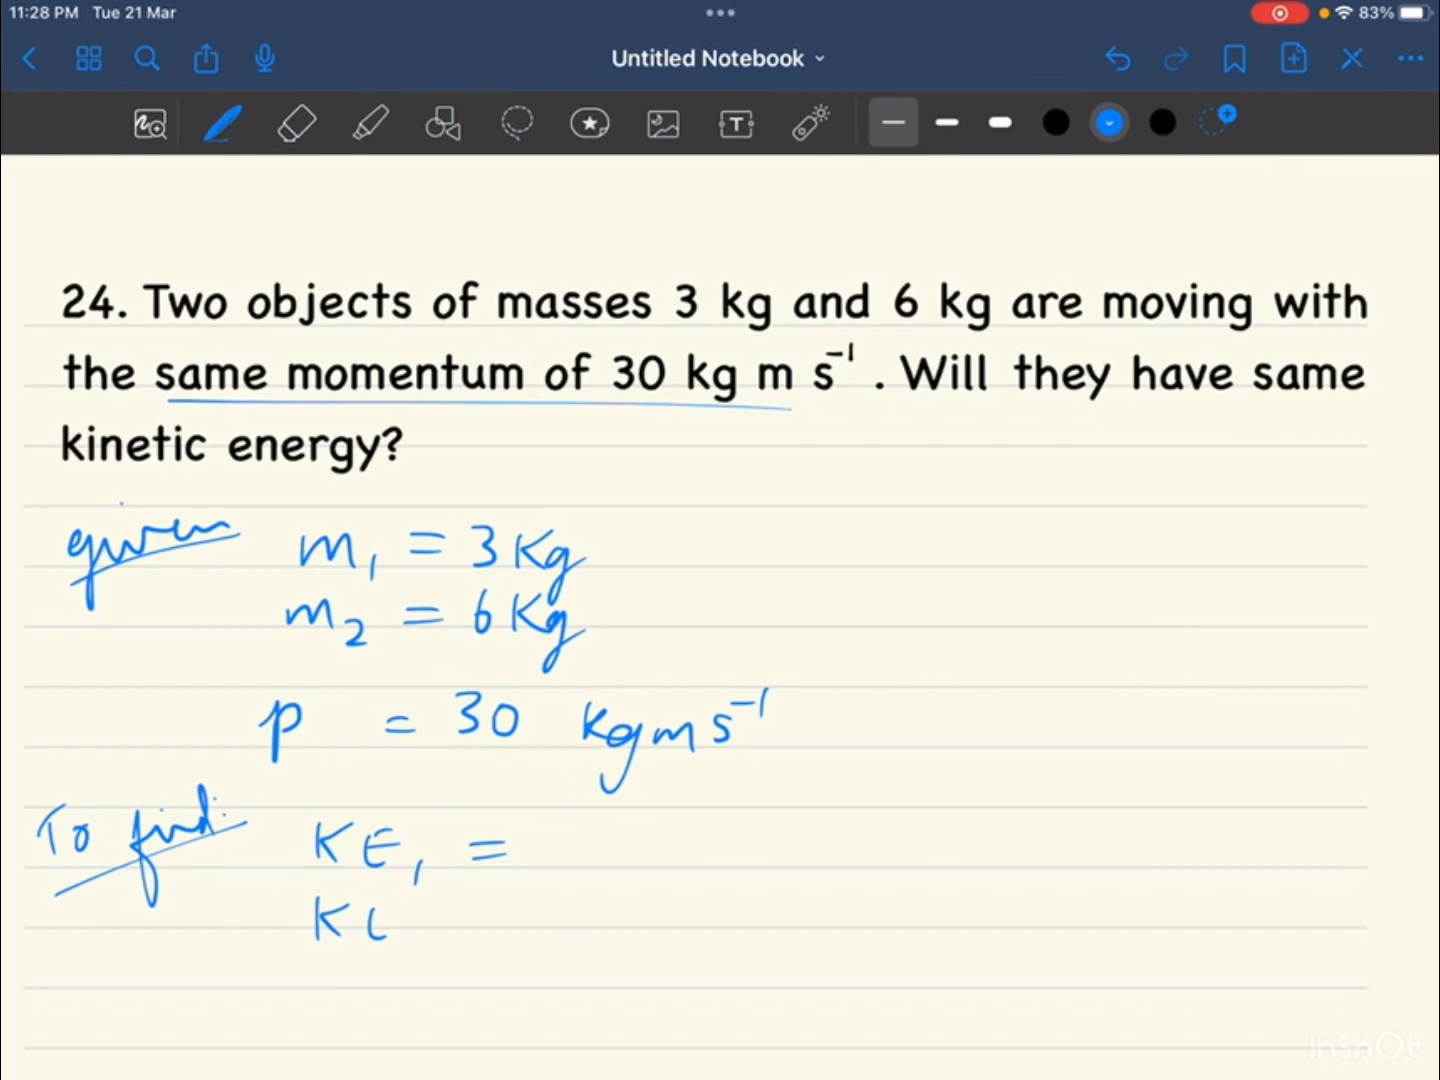 11:28 PM Tue 21 Mar
83%
Untitled Notebook
T
24. Two objects of masses 3 kg and 6 kg are moving with
the same momentum of 30 kg m s⁻¹ . Will they have same
kinetic energy?
given m₁ = 3 Kg
m₂ = 6 Kg
p = 30 Kg m s⁻¹
To find: KE₁ =
K
InShOt